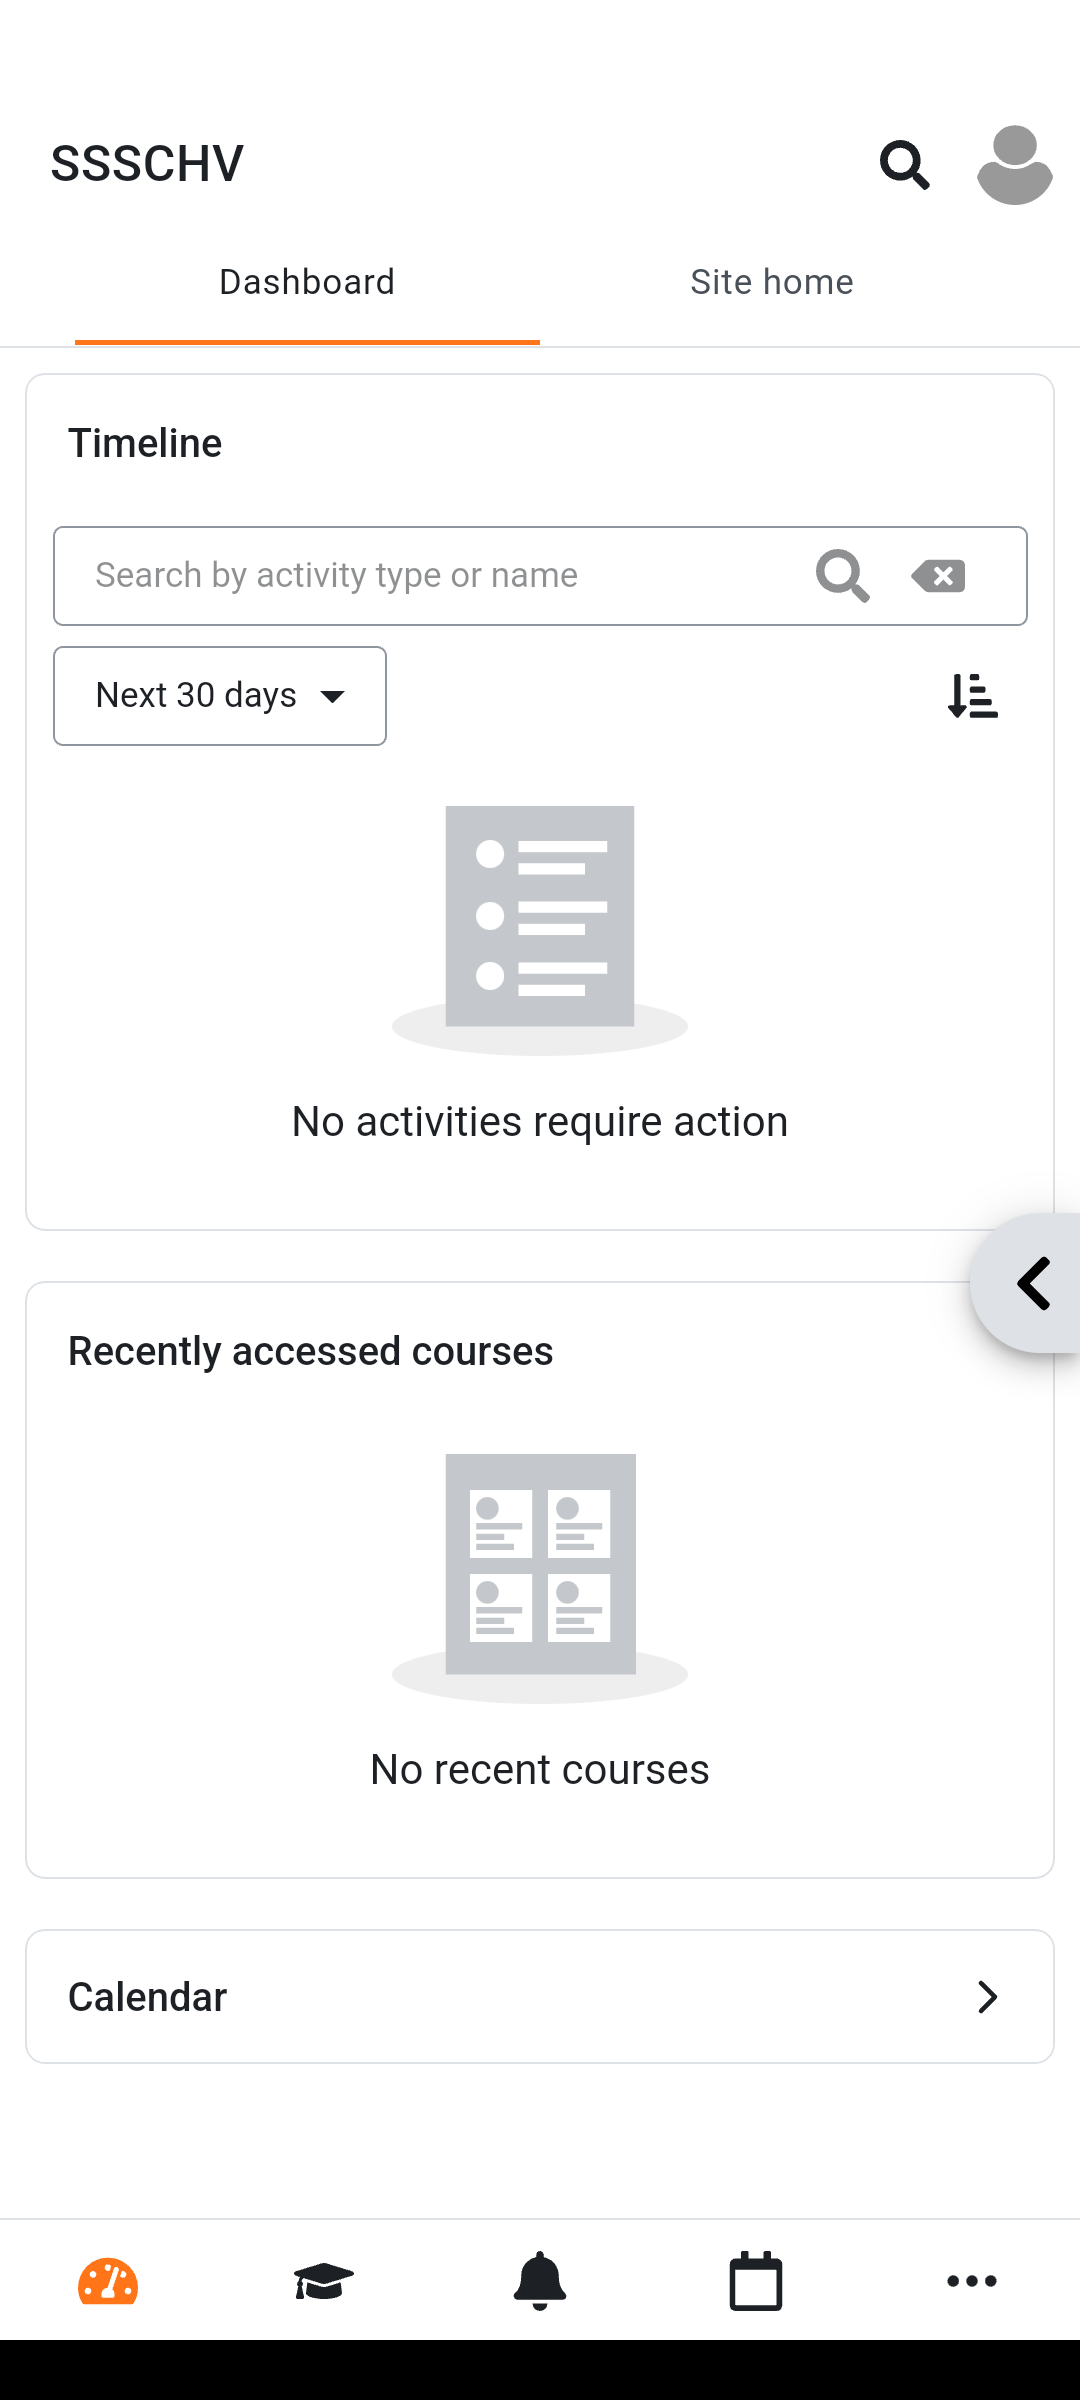 SSSCHV
Dashboard
Site home
Timeline
Search by activity type or name
Next 30 days
No activities require action
Recently accessed courses
No recent courses
Calendar